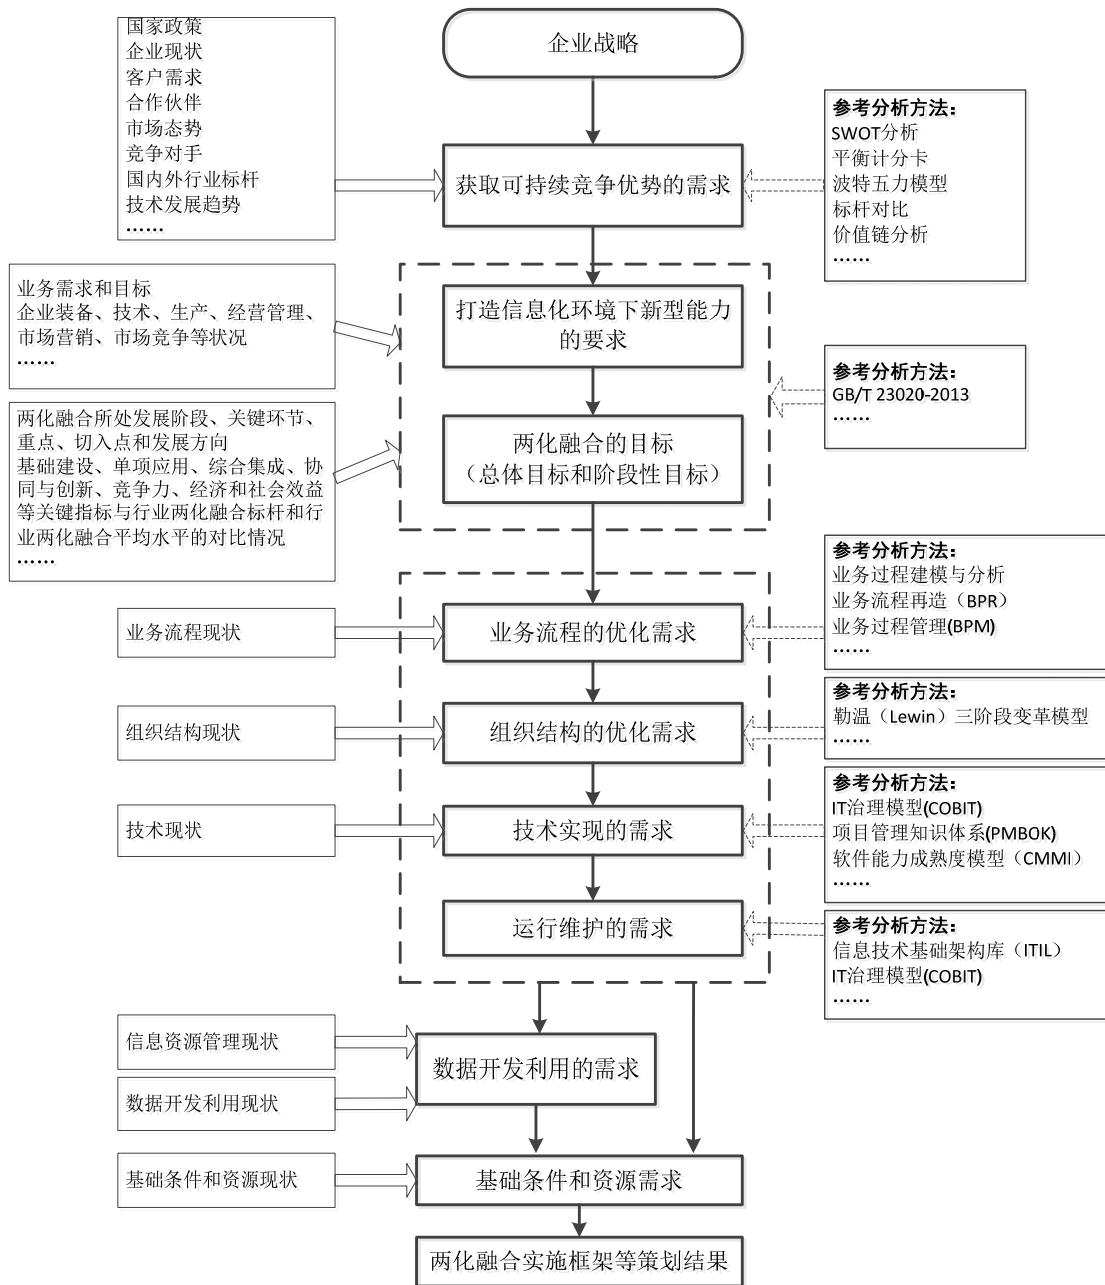 国家政策
企业现状
客户需求
合作伙伴
市场态势
竞争对手
国内外行业标杆
技术发展趋势
……
企业战略
参考分析方法:
SWOT分析
平衡计分卡
波特五力模型
标杆对比
价值链分析
……
获取可持续竞争优势的需求
业务需求和目标
企业装备、技术、生产、经营管理、
市场营销、市场竞争等状况
……
打造信息化环境下新型能力
的要求
参考分析方法:
GB/T 23020-2013
……
两化融合所处发展阶段、关键环节、
重点、切入点和发展方向
基础建设、单项应用、综合集成、协
同与创新、竞争力、经济和社会效益
等关键指标与行业两化融合标杆和行
业两化融合平均水平的对比情况
……
两化融合的目标
（总体目标和阶段性目标）
参考分析方法:
业务过程建模与分析
业务流程再造（BPR）
业务过程管理(BPM)
……
业务流程现状
业务流程的优化需求
参考分析方法:
勒温（Lewin）三阶段变革模型
……
组织结构现状
组织结构的优化需求
参考分析方法:
IT治理模型(COBIT)
项目管理知识体系(PMBOK)
软件能力成熟度模型（CMMI）
……
技术现状
技术实现的需求
运行维护的需求
参考分析方法:
信息技术基础架构库（ITIL）
IT治理模型(COBIT)
……
信息资源管理现状
数据开发利用的需求
数据开发利用现状
基础条件和资源现状
基础条件和资源需求
两化融合实施框架等策划结果